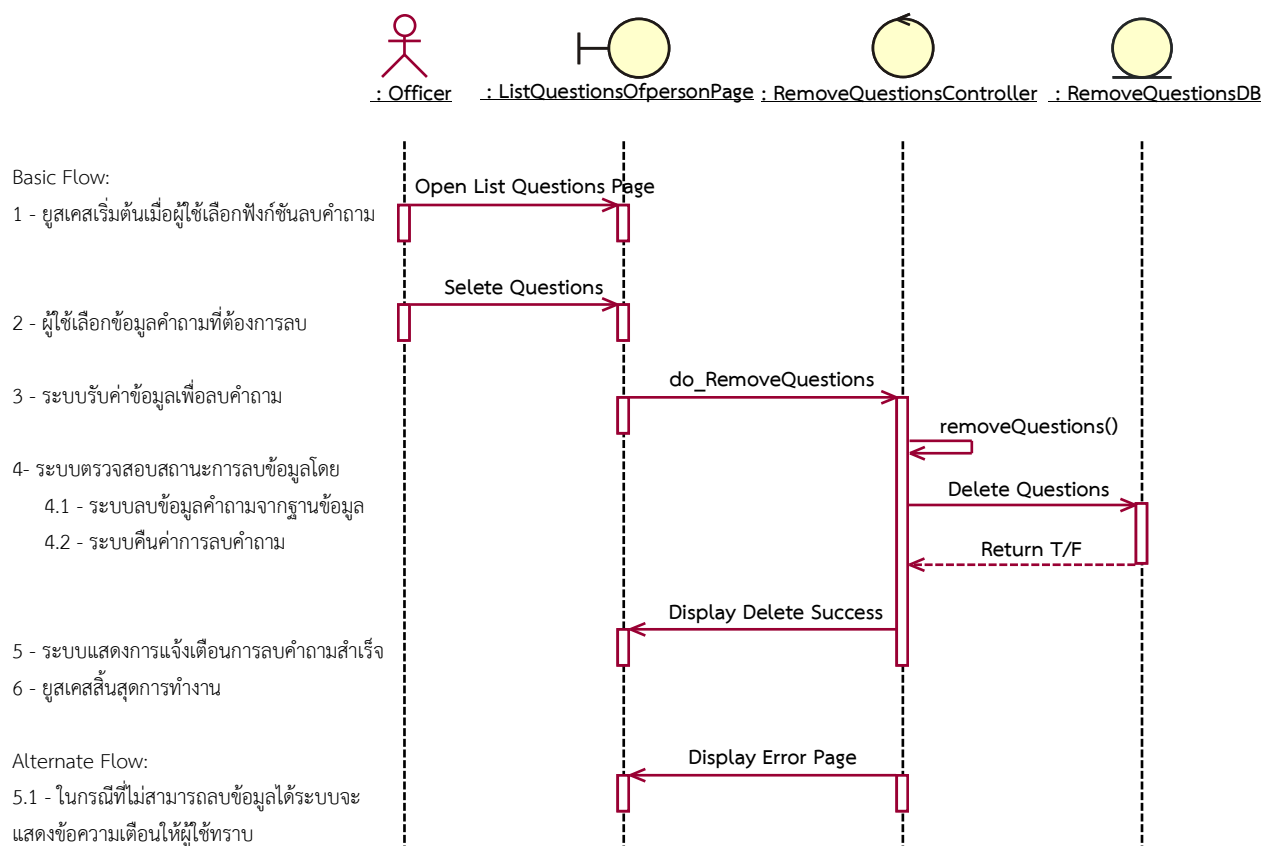 : Officer
: ListQuestionsOfpersonPage
: RemoveQuestionsController
: RemoveQuestionsDB
Basic Flow:
Open List Questions Page
1 - ยูสเคสเริ่มต้นเมื่อผู้ใช้เลือกฟังก์ชันลบคำถาม
Selete Questions
2 - ผู้ใช้เลือกข้อมูลคำถามที่ต้องการลบ
do_RemoveQuestions
3 - ระบบรับค่าข้อมูลเพื่อลบคำถาม
removeQuestions()
4- ระบบตรวจสอบสถานะการลบข้อมูลโดย
Delete Questions
4.1 - ระบบลบข้อมูลคำถามจากฐานข้อมูล
4.2 - ระบบคืนค่าการลบคำถาม
Return T/F
Display Delete Success
5 - ระบบแสดงการแจ้งเตือนการลบคำถามสำเร็จ
6 - ยูสเคสสิ้นสุดการทำงาน
Alternate Flow:
Display Error Page
5.1 - ในกรณีที่ไม่สามารถลบข้อมูลได้ระบบจะ
แสดงข้อความเตือนให้ผู้ใช้ทราบ